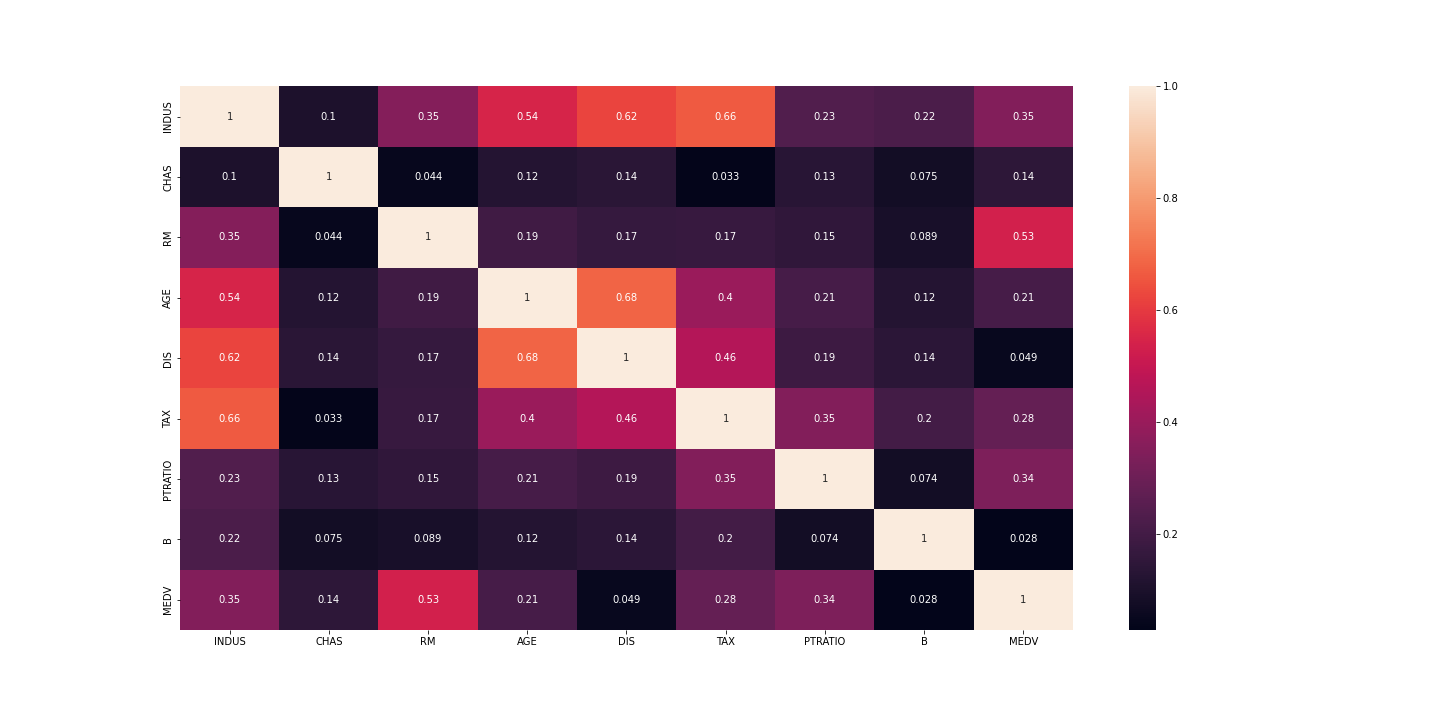 INDUS 1 0.1 0.35 0.54 0.62 0.66 0.23 0.22 0.35
CHAS 0.1 1 0.044 0.12 0.14 0.033 0.13 0.075 0.14
RM 0.35 0.044 1 0.19 0.17 0.17 0.15 0.089 0.53
AGE 0.54 0.12 0.19 1 0.68 0.4 0.21 0.12 0.21
DIS 0.62 0.14 0.17 0.68 1 0.46 0.19 0.14 0.049
TAX 0.66 0.033 0.17 0.4 0.46 1 0.35 0.2 0.28
PTRATIO 0.23 0.13 0.15 0.21 0.19 0.35 1 0.074 0.34
B 0.22 0.075 0.089 0.12 0.14 0.2 0.074 1 0.028
MEDV 0.35 0.14 0.53 0.21 0.049 0.28 0.34 0.028 1
INDUS CHAS RM AGE DIS TAX PTRATIO B MEDV
1.0
0.8
0.6
0.4
0.2